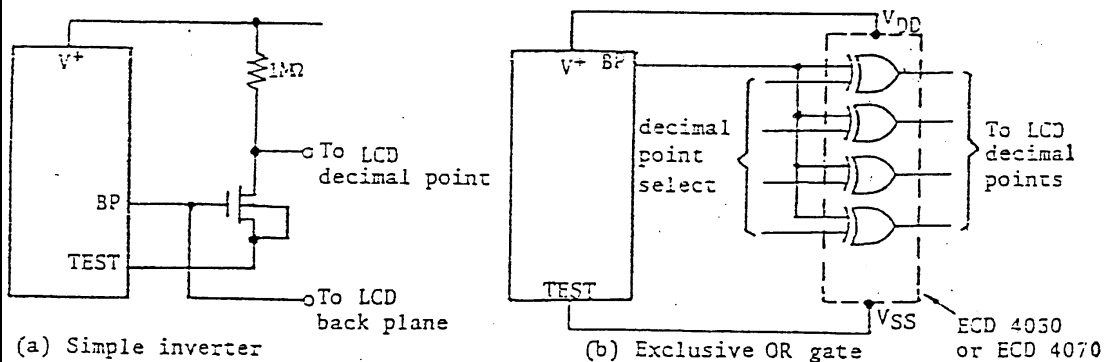 V+
1MΩ
To LCD
decimal point
BP
TEST
To LCD
back plane
(a) Simple inverter
VDD
V+ BP
decimal
point
select
To LCD
decimal
points
TEST
VSS
ECD 4030
or ECD 4070
(b) Exclusive OR gate